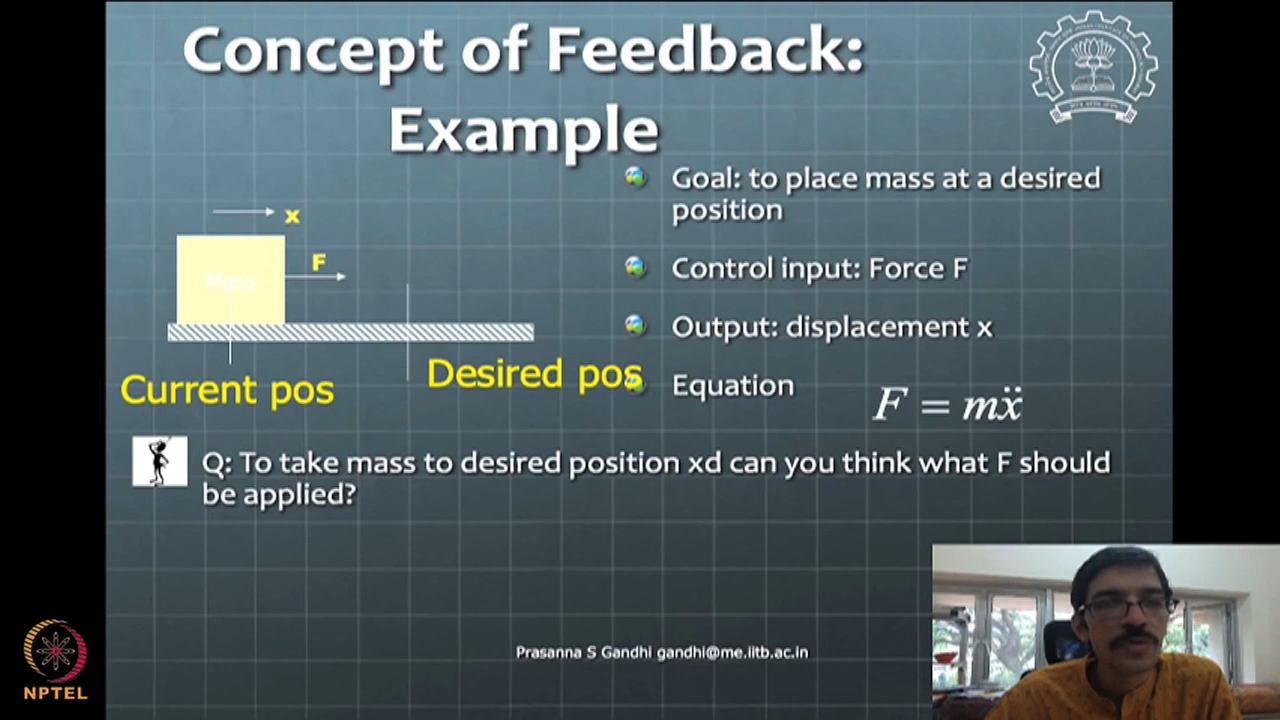 Concept of Feedback:
Example
Goal: to place mass at a desired
position
x
F
Mass
Control input: Force F
Output: displacement x
Current pos
Desired pos
Equation
F = mẍ
Q: To take mass to desired position xd can you think what F should
be applied?
Prasanna S Gandhi gandhi@me.iitb.ac.in
NPTEL